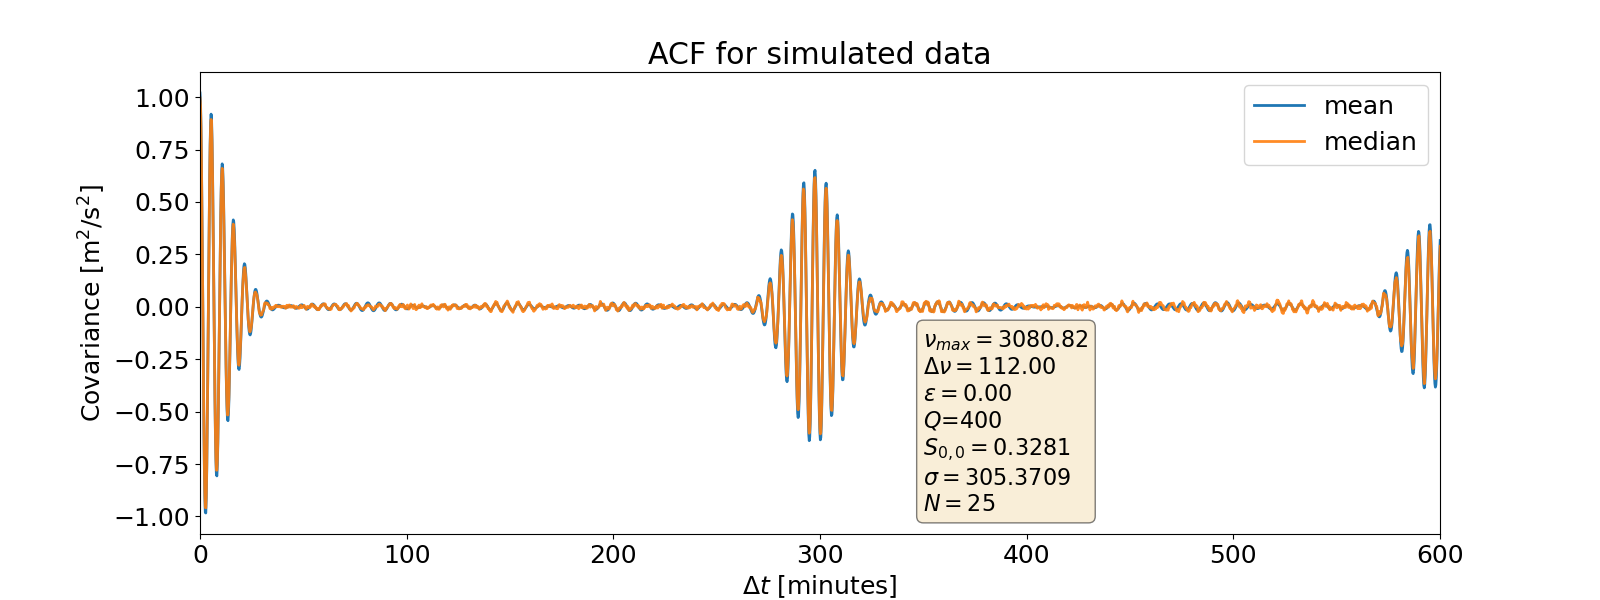 ACF for simulated data
Covariance [m²/s²]
1.00
0.75
0.50
0.25
0.00
−0.25
−0.50
−0.75
−1.00
mean
median
ν_max = 3080.82
Δν = 112.00
ε = 0.00
Q=400
S_0,0 = 0.3281
σ = 305.3709
N = 25
0
100
200
300
400
500
600
Δt [minutes]